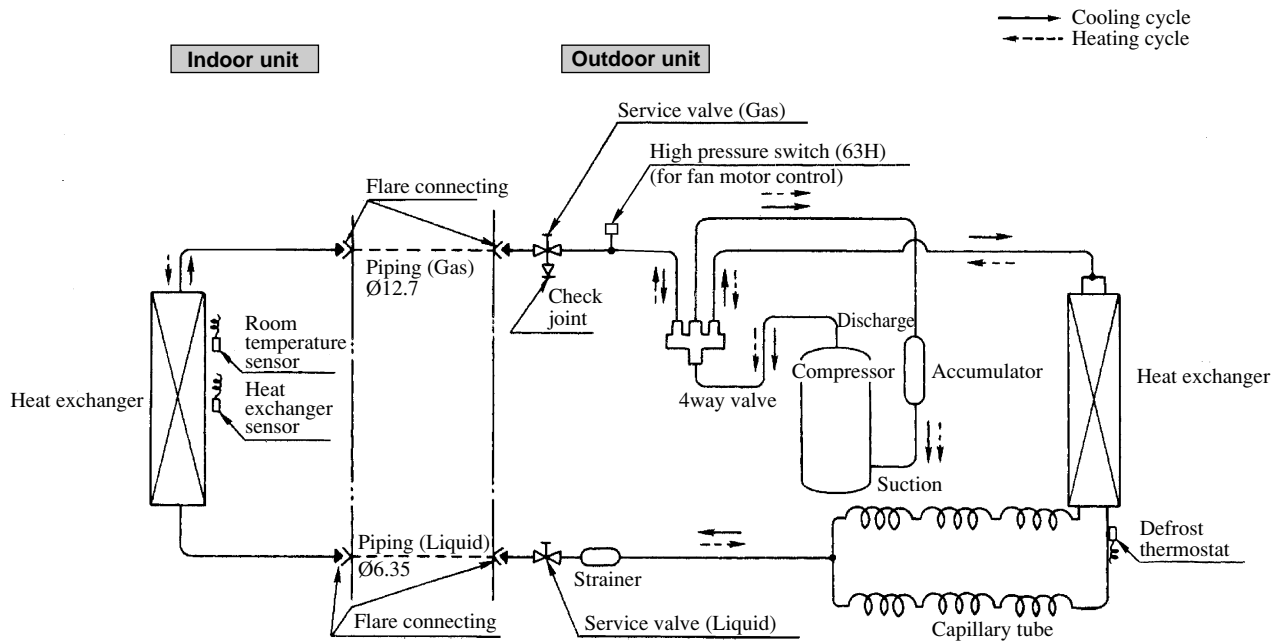 Cooling cycle
Heating cycle
Indoor unit
Outdoor unit
Service valve (Gas)
High pressure switch (63H)
(for fan motor control)
Flare connecting
Piping (Gas)
Ø12.7
Check
joint
Room
temperature
sensor
Heat
exchanger
sensor
Heat exchanger
Discharge
Compressor
Accumulator
4way valve
Suction
Heat exchanger
Piping (Liquid)
Ø6.35
Strainer
Defrost
thermostat
Flare connecting
Service valve (Liquid)
Capillary tube